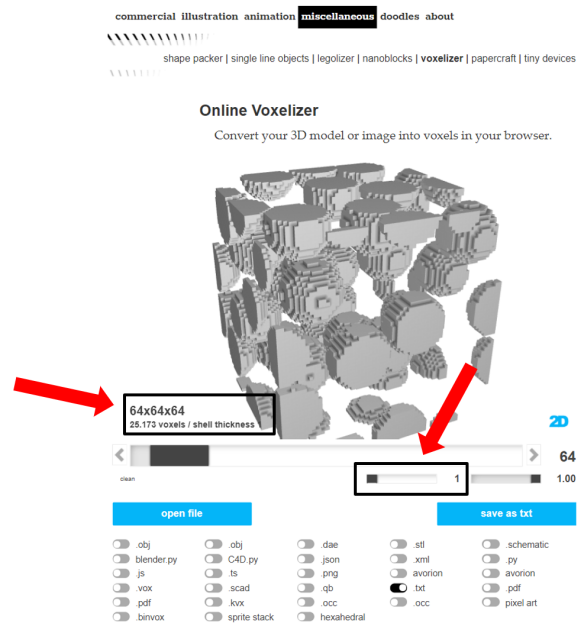 commercial illustration animation miscellaneous doodles about
shape packer | single line objects | legolizer | nanoblocks | voxelizer | papercraft | tiny devices
Online Voxelizer
Convert your 3D model or image into voxels in your browser.
64x64x64
25.173 voxels / shell thickness
2D
64
clean
1
1.00
open file
save as txt
.obj .obj .dae .stl .schematic
blender.py C4D.py .json .xml .py
.js .ts .png avorion avorion
.vox .scad .qb .txt .pdf
.pdf .kvx .occ .occ pixel art
.binvox sprite stack hexahedral